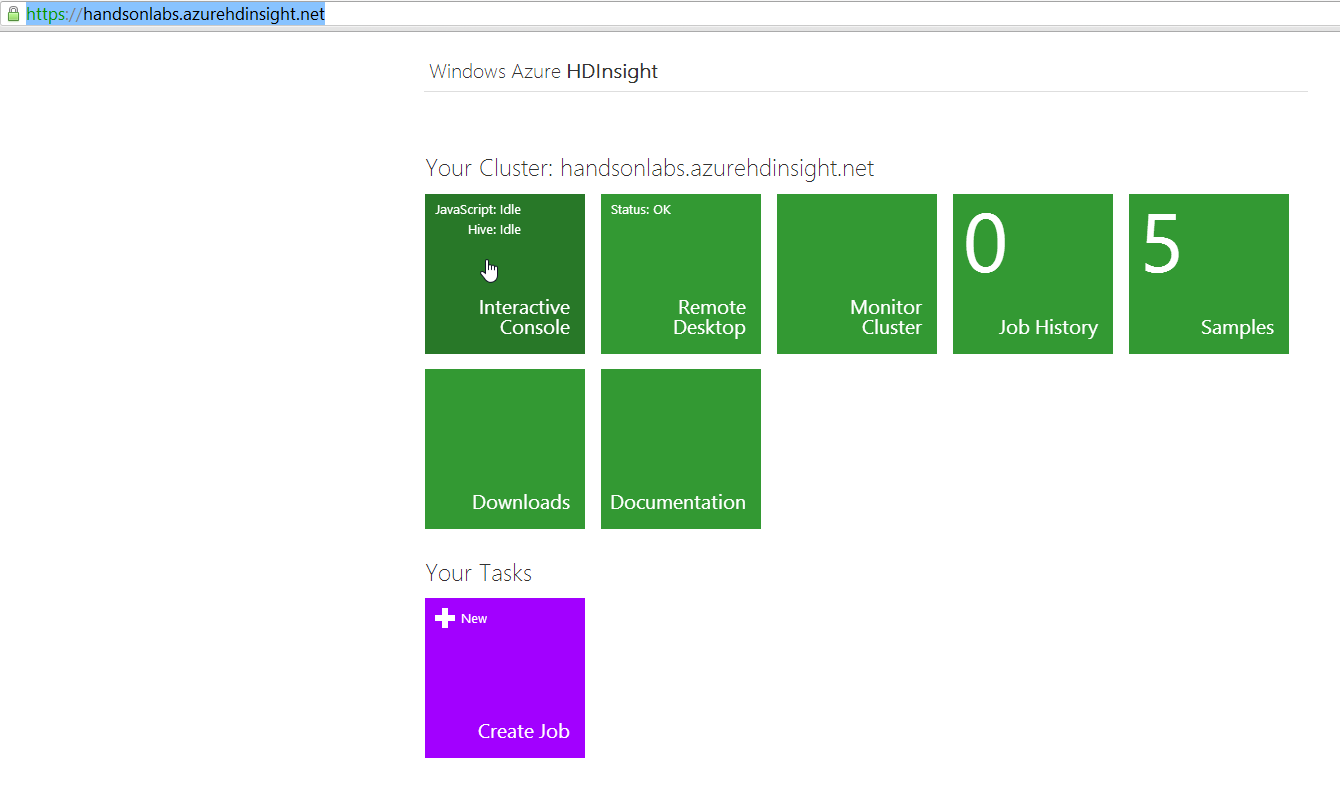 https://handsonlabs.azurehdinsight.net
Windows Azure HDInsight
Your Cluster: handsonlabs.azurehdinsight.net
JavaScript: Idle
Hive: Idle
Interactive
Console
Status: OK
Remote
Desktop
Monitor
Cluster
0
Job History
5
Samples
Downloads
Documentation
Your Tasks
New
Create Job